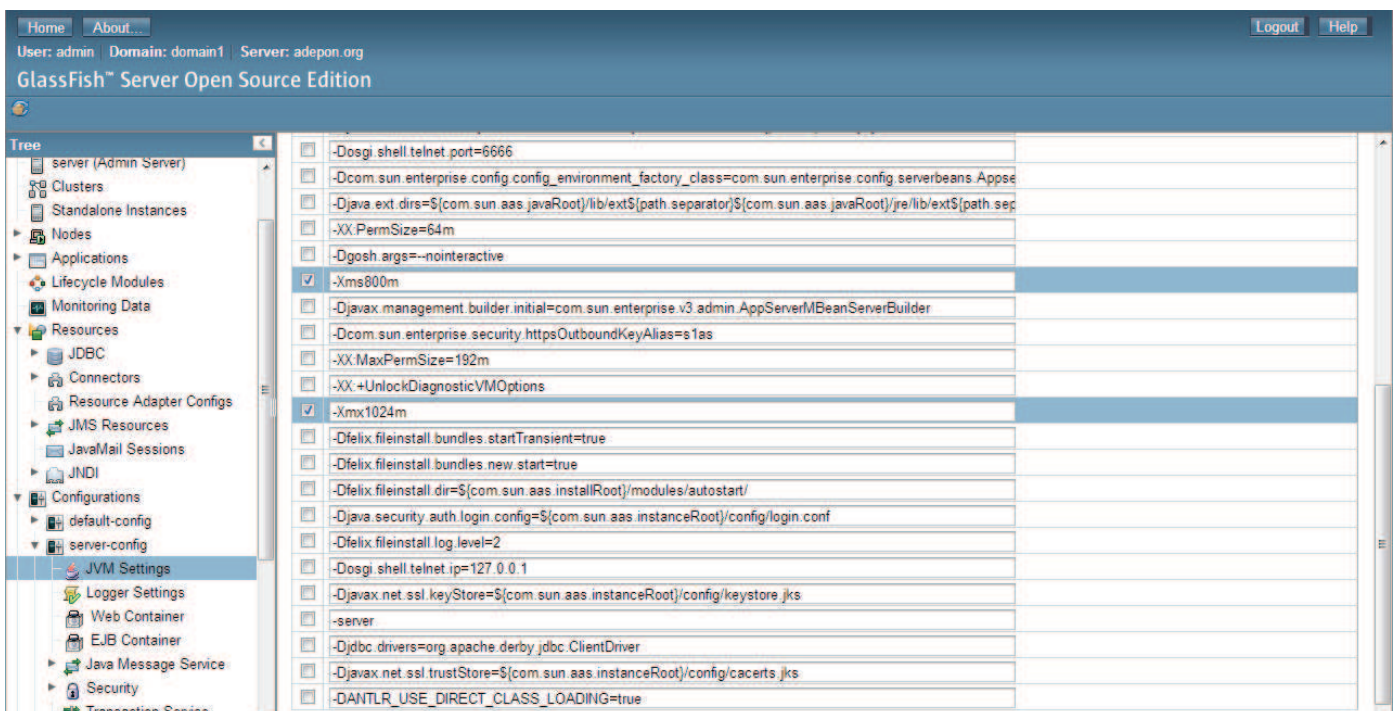 Home About... Logout Help
User: admin Domain: domain1 Server: adepon.org
GlassFish™ Server Open Source Edition
Tree
server (Admin Server)
Clusters
Standalone Instances
Nodes
Applications
Lifecycle Modules
Monitoring Data
Resources
JDBC
Connectors
Resource Adapter Configs
JMS Resources
JavaMail Sessions
JNDI
Configurations
default-config
server-config
JVM Settings
Logger Settings
Web Container
EJB Container
Java Message Service
Security
Transaction Service
-Dosgi.shell.telnet.port=6666
-Dcom.sun.enterprise.config.config_environment_factory_class=com.sun.enterprise.config.serverbeans.Appse
-Djava.ext.dirs=${com.sun.aas.javaRoot}/lib/ext${path.separator}${com.sun.aas.javaRoot}/jre/lib/ext${path.sep
-XX:PermSize=64m
-Dgosh.args=--nointeractive
-Xms800m
-Djavax.management.builder.initial=com.sun.enterprise.v3.admin.AppServerMBeanServerBuilder
-Dcom.sun.enterprise.security.httpsOutboundKeyAlias=s1as
-XX:MaxPermSize=192m
-XX:+UnlockDiagnosticVMOptions
-Xmx1024m
-Dfelix.fileinstall.bundles.startTransient=true
-Dfelix.fileinstall.bundles.new.start=true
-Dfelix.fileinstall.dir=${com.sun.aas.installRoot}/modules/autostart/
-Djava.security.auth.login.config=${com.sun.aas.instanceRoot}/config/login.conf
-Dfelix.fileinstall.log.level=2
-Dosgi.shell.telnet.ip=127.0.0.1
-Djavax.net.ssl.keyStore=${com.sun.aas.instanceRoot}/config/keystore.jks
-server
-Djdbc.drivers=org.apache.derby.jdbc.ClientDriver
-Djavax.net.ssl.trustStore=${com.sun.aas.instanceRoot}/config/cacerts.jks
-DANTLR_USE_DIRECT_CLASS_LOADING=true